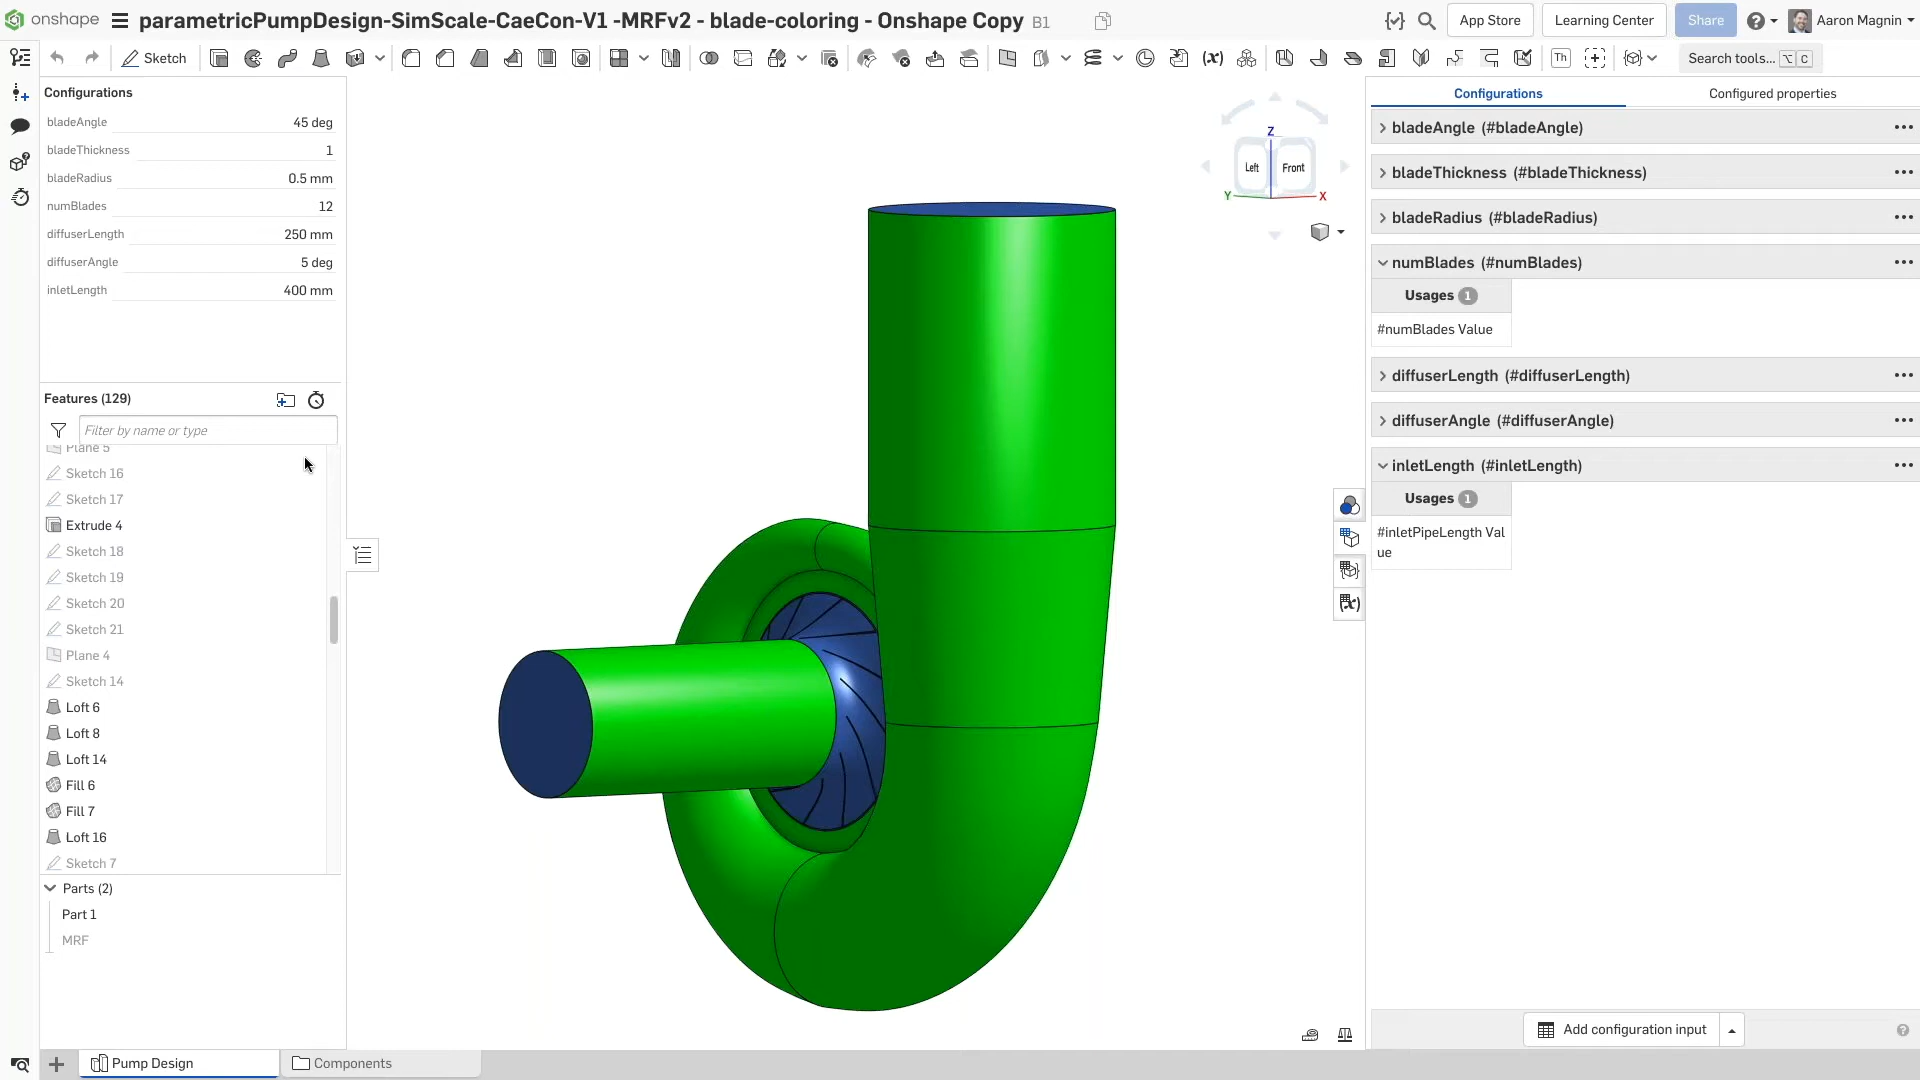 onshape
parametricPumpDesign-SimScale-CaeCon-V1 -MRFv2 - blade-coloring - Onshape Copy B1
App Store
Learning Center
Share
Aaron Magnin
Sketch
(x)
Th
Search tools... ⌥ C
Configurations
bladeAngle 45 deg
bladeThickness 1
bladeRadius 0.5 mm
numBlades 12
diffuserLength 250 mm
diffuserAngle 5 deg
inletLength 400 mm
Features (129)
Filter by name or type
Plane 5
Sketch 16
Sketch 17
Extrude 4
Sketch 18
Sketch 19
Sketch 20
Sketch 21
Plane 4
Sketch 14
Loft 6
Loft 8
Loft 14
Fill 6
Fill 7
Loft 16
Sketch 7
Parts (2)
Part 1
MRF
Z
Left Front
Y X
(x)
Configurations Configured properties
bladeAngle (#bladeAngle)
bladeThickness (#bladeThickness)
bladeRadius (#bladeRadius)
numBlades (#numBlades)
Usages 1
#numBlades Value
diffuserLength (#diffuserLength)
diffuserAngle (#diffuserAngle)
inletLength (#inletLength)
Usages 1
#inletPipeLength Val
ue
Add configuration input
Pump Design
Components